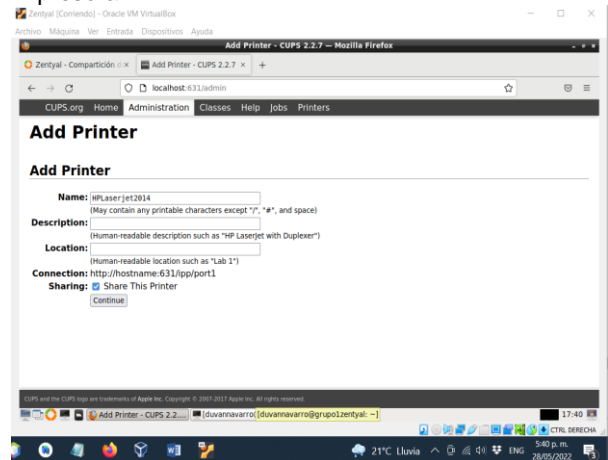 Zentyal [Corriendo] - Oracle VM VirtualBox
Archivo Máquina Ver Entrada Dispositivos Ayuda
Add Printer - CUPS 2.2.7 — Mozilla Firefox
Zentyal - Compartición d Add Printer - CUPS 2.2.7
localhost:631/admin
CUPS.org Home Administration Classes Help Jobs Printers
Add Printer
Add Printer
Name: HPLaserjet2014
(May contain any printable characters except "/", "#", and space)
Description:
(Human-readable description such as "HP LaserJet with Duplexer")
Location:
(Human-readable location such as "Lab 1")
Connection: http://hostname:631/ipp/port1
Sharing: Share This Printer
Continue
CUPS and the CUPS logo are trademarks of Apple Inc. Copyright © 2007-2017 Apple Inc. All rights reserved.
Add Printer - CUPS 2.2.... [duvannavarro [duvannavarro@grupo1zentyal: ~] 17:40
CTRL DERECHA
21°C Lluvia ENG 5:40 p. m.
28/05/2022